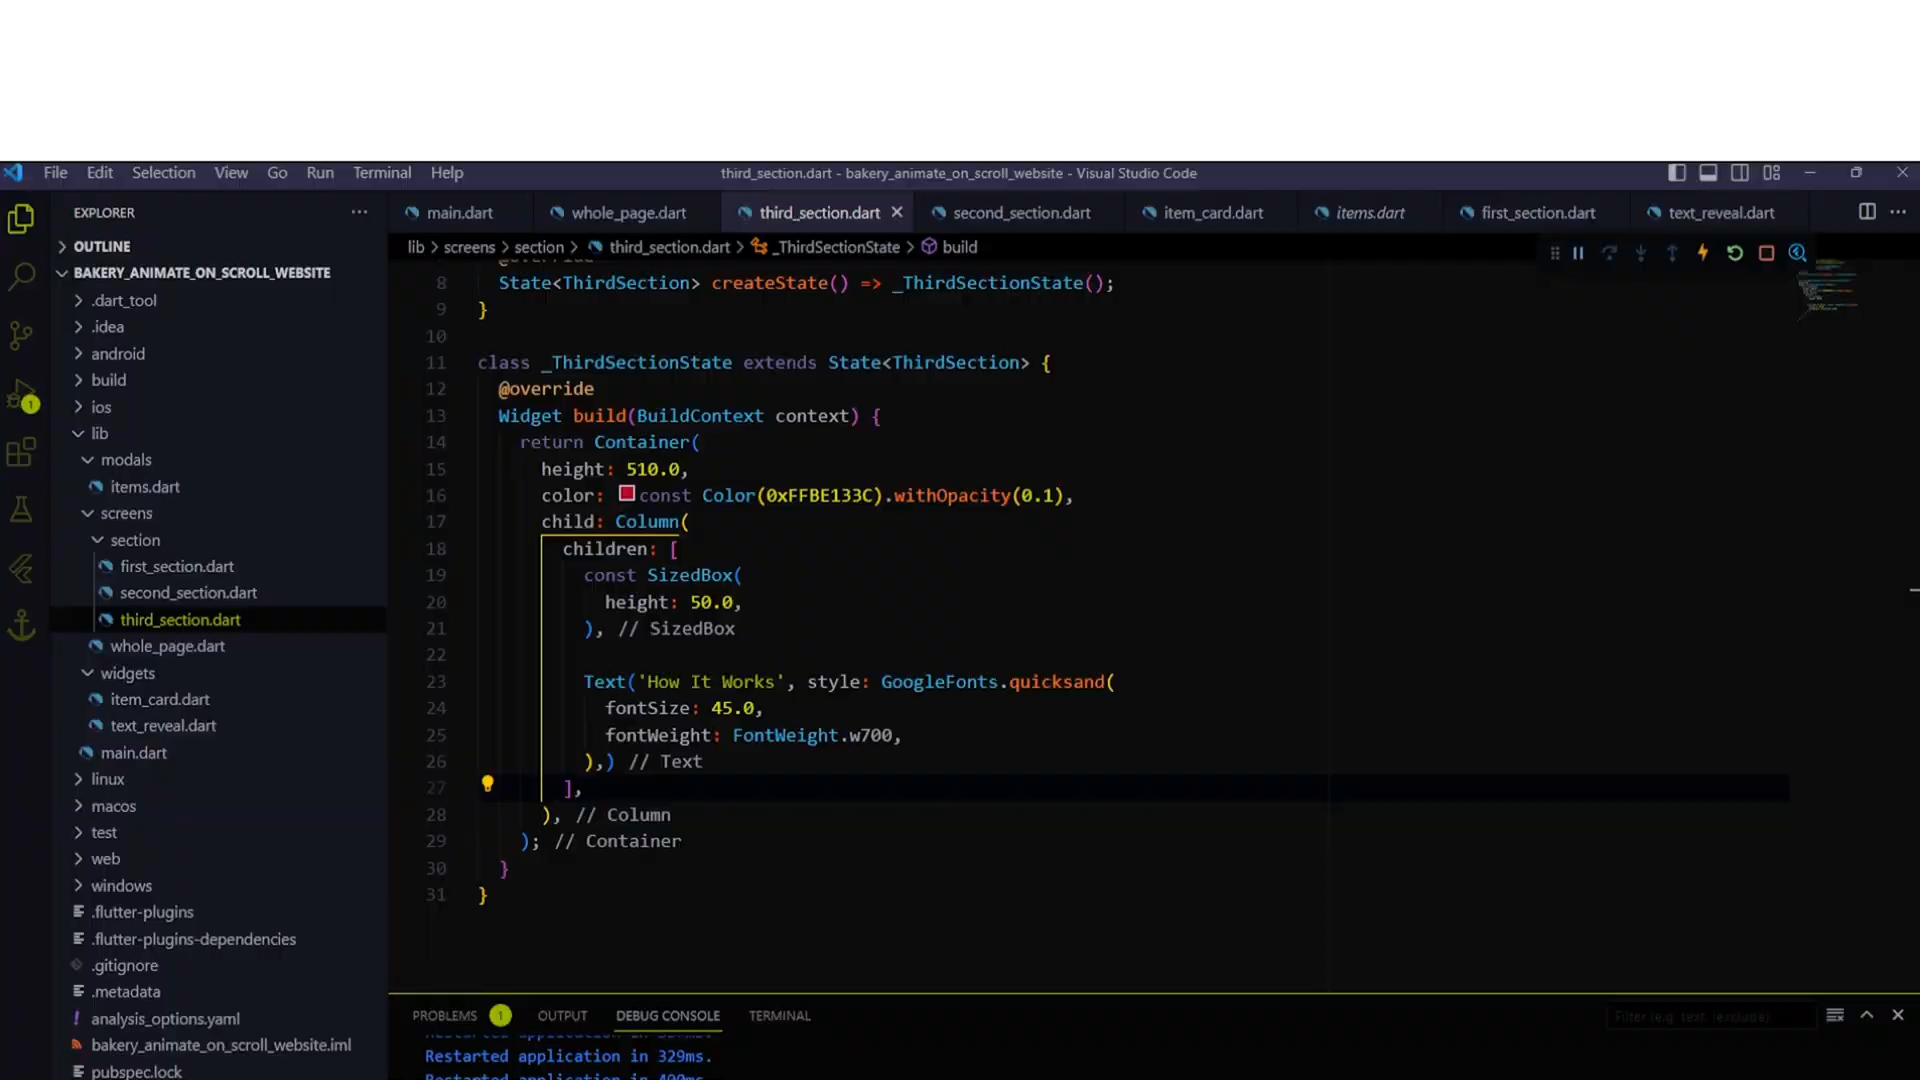 File Edit Selection View Go Run Terminal Help
third_section.dart - bakery_animate_on_scroll_website - Visual Studio Code
EXPLORER
main.dart
whole_page.dart
third_section.dart
second_section.dart
item_card.dart
items.dart
first_section.dart
text_reveal.dart
lib > screens > section > third_section.dart > _ThirdSectionState > build
OUTLINE
BAKERY_ANIMATE_ON_SCROLL_WEBSITE
.dart_tool
.idea
android
build
ios
lib
modals
items.dart
screens
section
first_section.dart
second_section.dart
third_section.dart
whole_page.dart
widgets
item_card.dart
text_reveal.dart
main.dart
linux
macos
test
web
windows
.flutter-plugins
.flutter-plugins-dependencies
.gitignore
.metadata
analysis_options.yaml
bakery_animate_on_scroll_website.iml
pubspec.lock
1
@override
8 State<ThirdSection> createState() => _ThirdSectionState();
9 }
10
11 class _ThirdSectionState extends State<ThirdSection> {
12 @override
13 Widget build(BuildContext context) {
14 return Container(
15 height: 510.0,
16 color: const Color(0xFFBE133C).withOpacity(0.1),
17 child: Column(
18 children: [
19 const SizedBox(
20 height: 50.0,
21 ), // SizedBox
22
23 Text('How It Works', style: GoogleFonts.quicksand(
24 fontSize: 45.0,
25 fontWeight: FontWeight.w700,
26 ),) // Text
27 ],
28 ), // Column
29 ); // Container
30 }
31 }
PROBLEMS 1 OUTPUT DEBUG CONSOLE TERMINAL
Filter (e.g. text, !exclude)
Restarted application in 329ms.
Restarted application in 400ms.